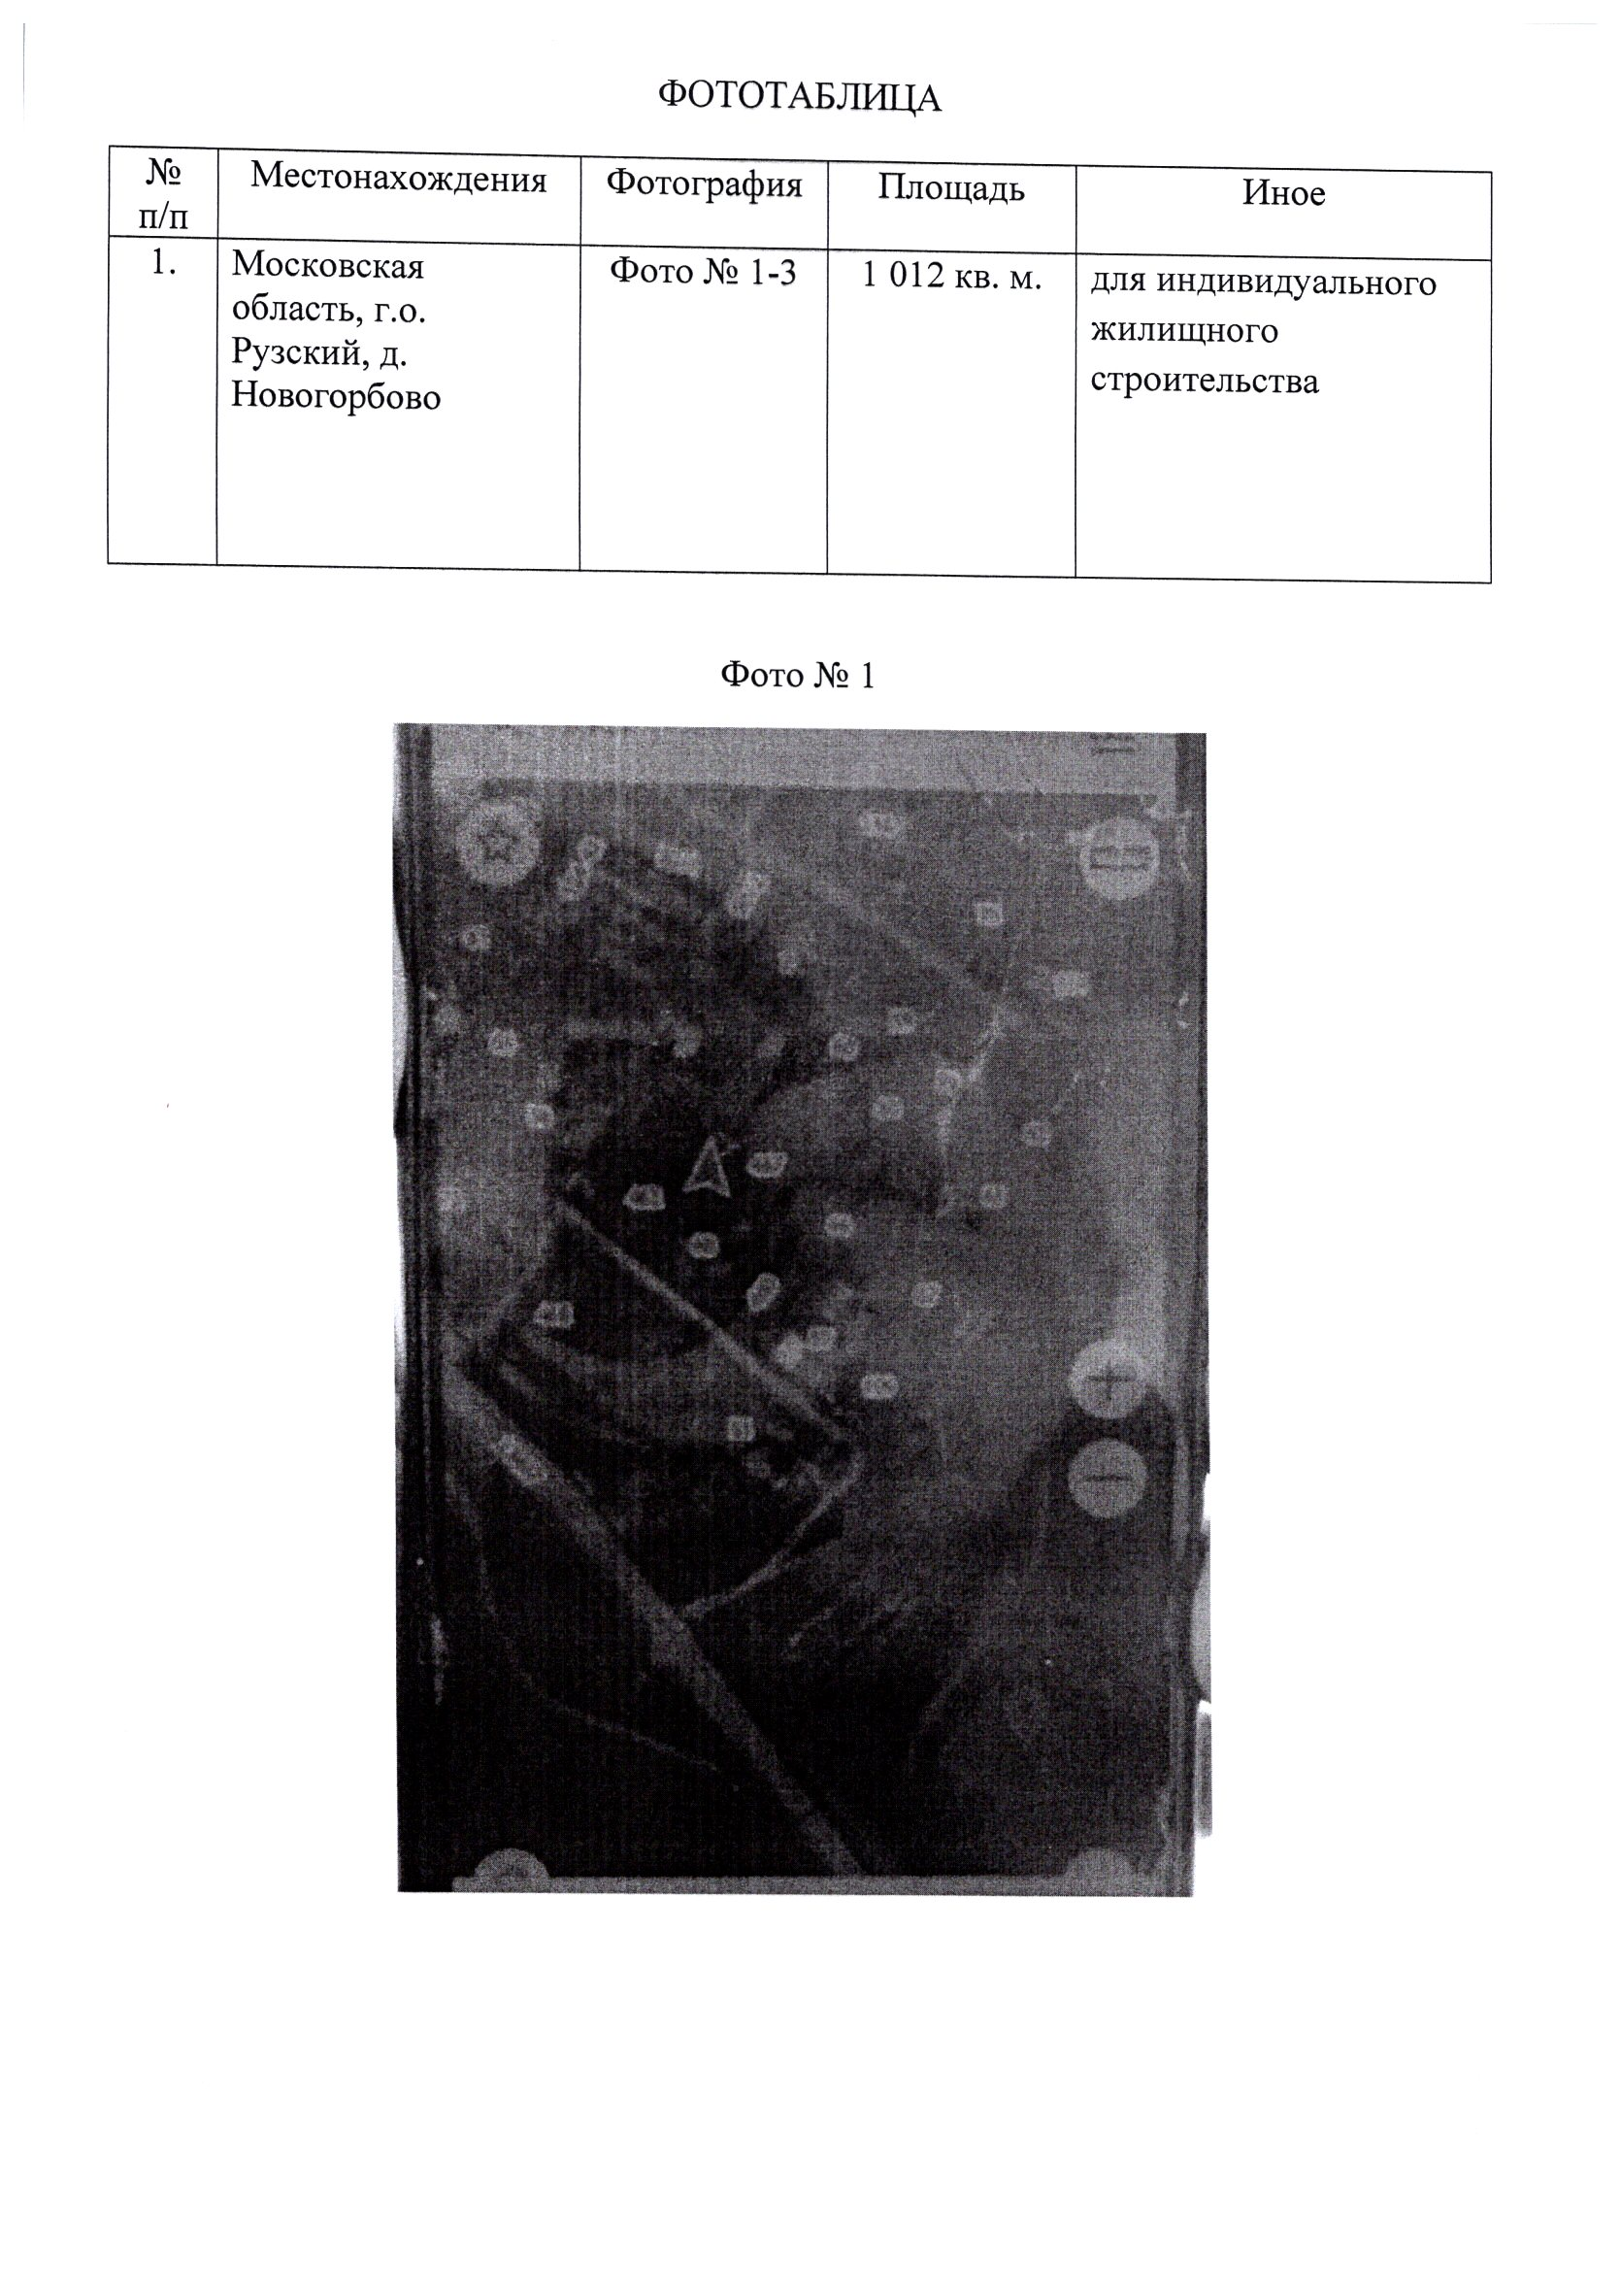 ФОТОТАБЛИЦА
№
п/п
Местонахождения
Фотография
Площадь
Иное
1.
Московская
область, г.о.
Рузский, д.
Новогорбово
Фото № 1-3
1 012 кв. м.
для индивидуального
жилищного
строительства
Фото № 1